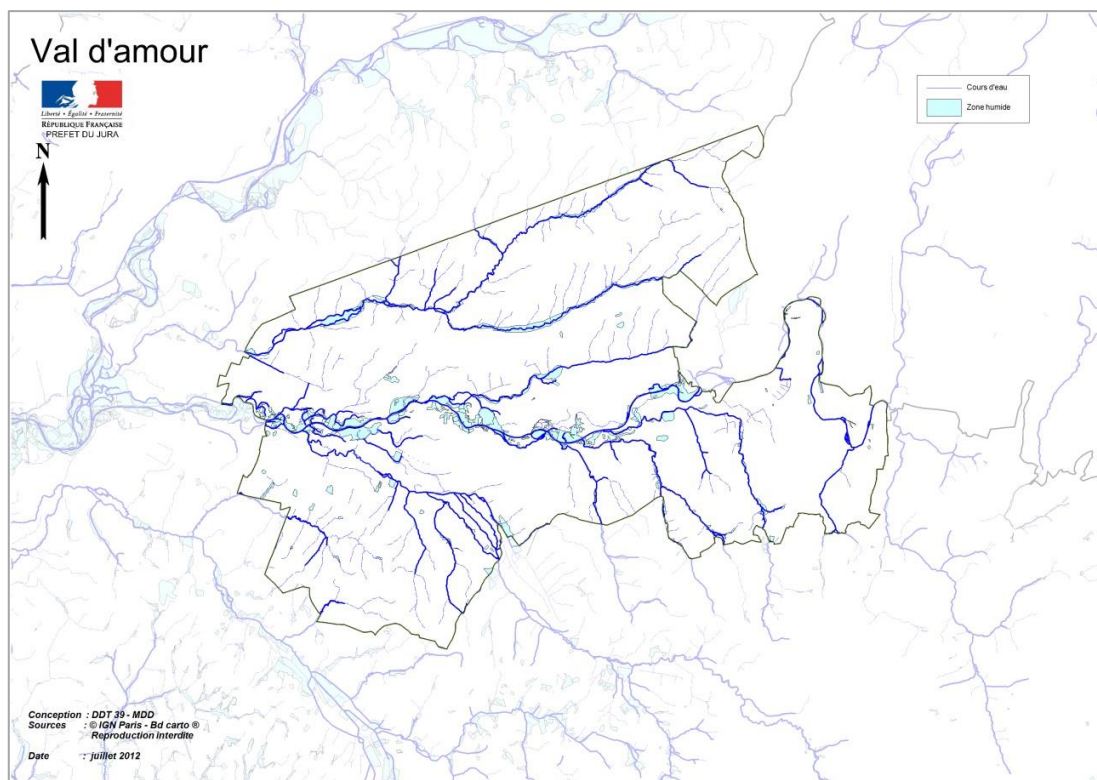 Val d'amour
Liberté • Égalité • Fraternité
RÉPUBLIQUE FRANÇAISE
PREFET DU JURA
N
Cours d'eau
Zone humide
Conception : DDT 39 - MDD
Sources : © IGN Paris - Bd carto ®
Reproduction interdite
Date : juillet 2012